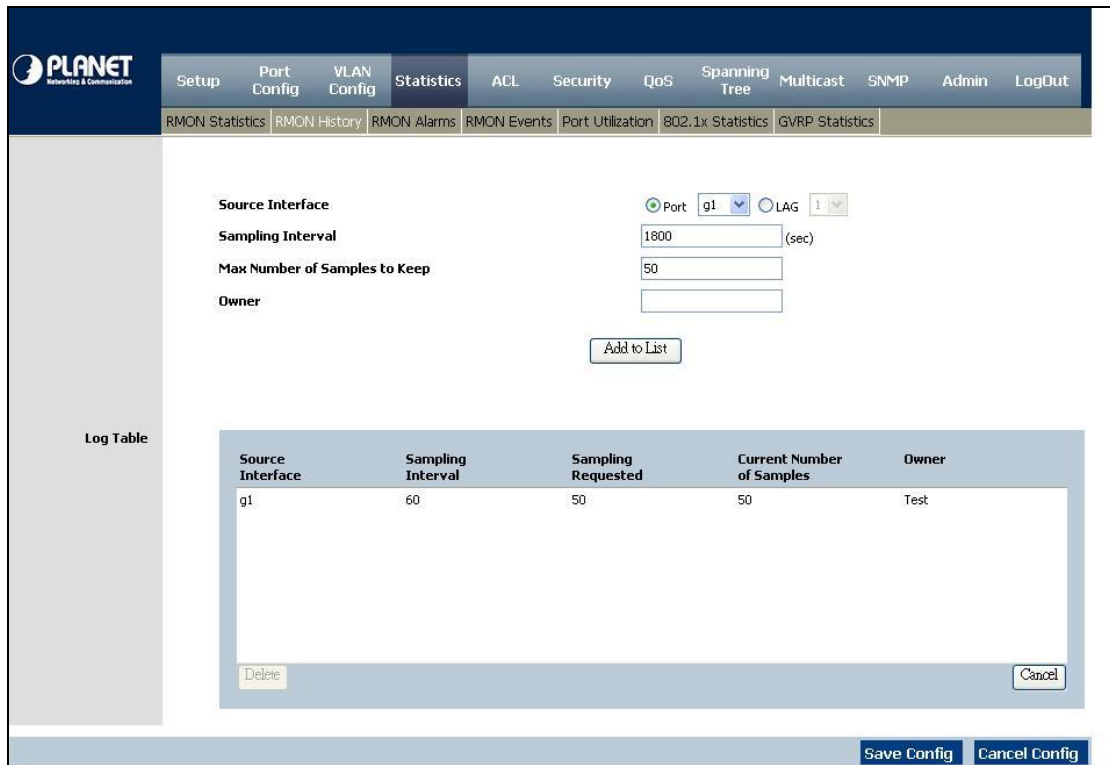 PLANET
Networking & Communication
Setup Port Config VLAN Config Statistics ACL Security QoS Spanning Tree Multicast SNMP Admin LogOut
RMON Statistics RMON History RMON Alarms RMON Events Port Utilization 802.1x Statistics GVRP Statistics
Source Interface Port g1 LAG 1
Sampling Interval 1800 (sec)
Max Number of Samples to Keep 50
Owner
Add to List
Log Table
Source Interface Sampling Interval Sampling Requested Current Number of Samples Owner
g1 60 50 50 Test
Delete Cancel
Save Config Cancel Config